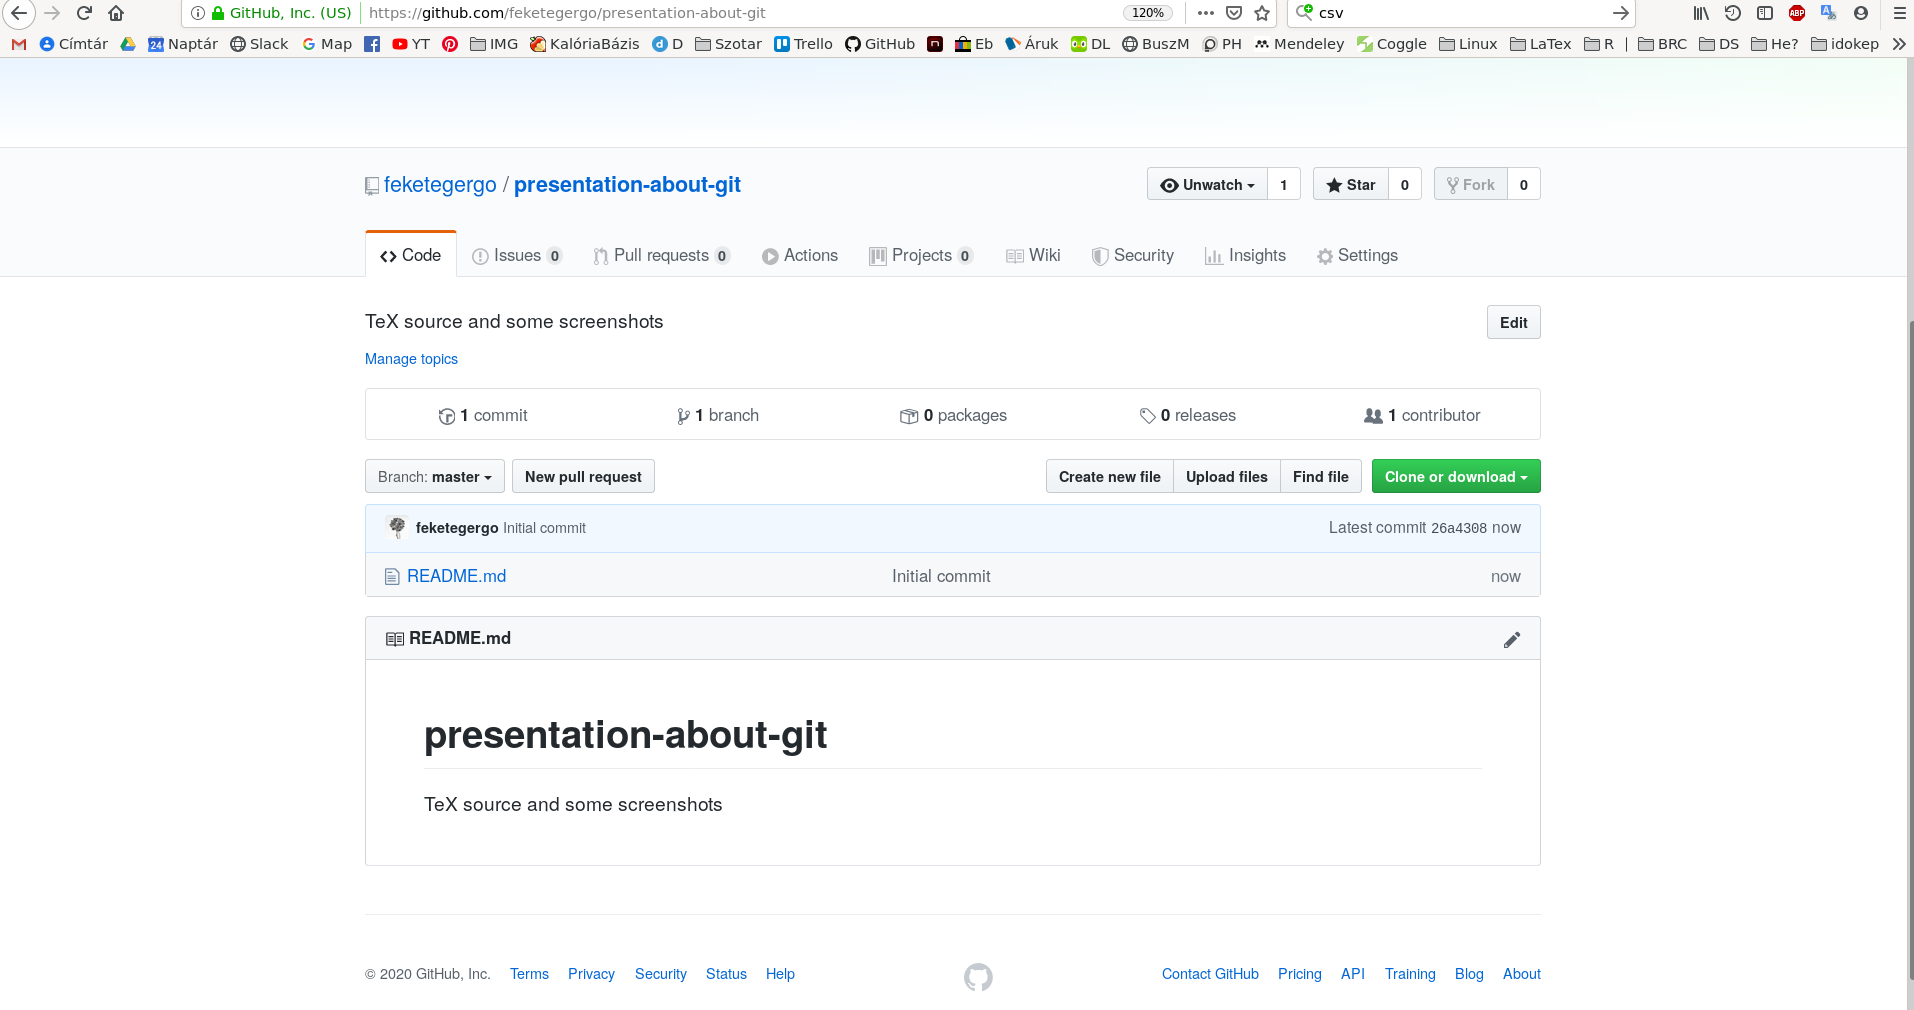 GitHub, Inc. (US) https://github.com/feketegergo/presentation-about-git 120% csv ABP
Címtár 24 Naptár Slack Map YT IMG KalóriaBázis D Szotar Trello GitHub Eb Áruk DL BuszM PH Mendeley Coggle Linux LaTex R | BRC DS He? idokep
feketegergo / presentation-about-git Unwatch 1 Star 0 Fork 0
Code Issues 0 Pull requests 0 Actions Projects 0 Wiki Security Insights Settings
TeX source and some screenshots Edit
Manage topics
1 commit 1 branch 0 packages 0 releases 1 contributor
Branch: master New pull request Create new file Upload files Find file Clone or download
feketegergo Initial commit Latest commit 26a4308 now
README.md Initial commit now
README.md
presentation-about-git
TeX source and some screenshots
© 2020 GitHub, Inc. Terms Privacy Security Status Help Contact GitHub Pricing API Training Blog About